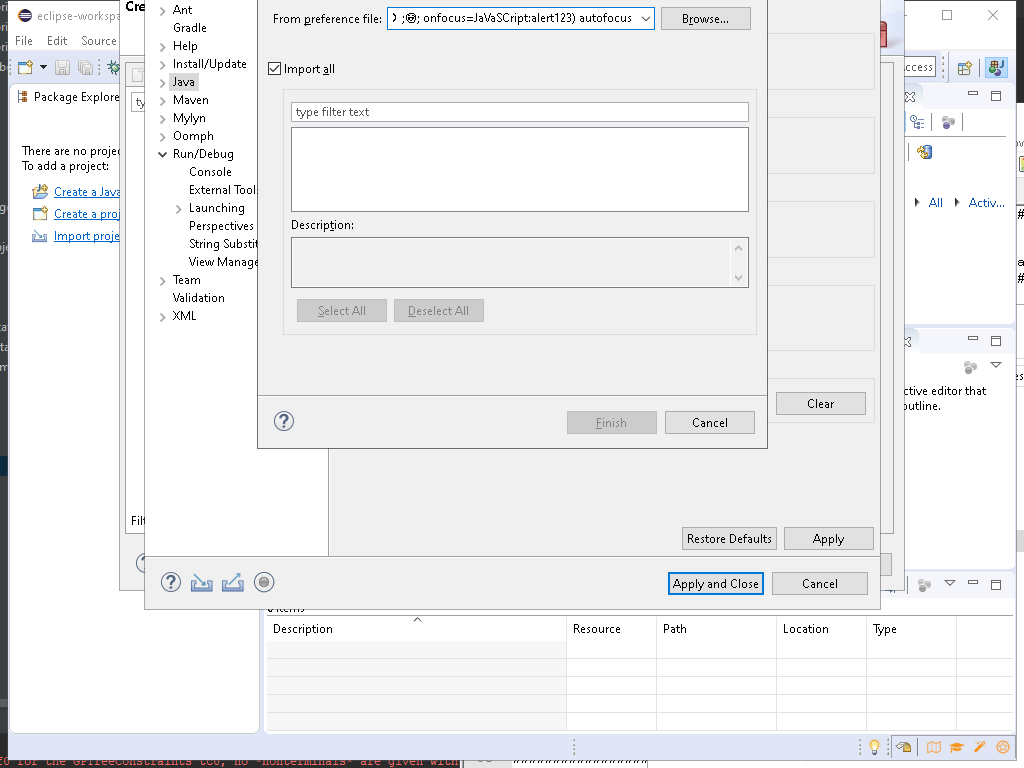 eclipse-workspa
File Edit Source
Package Explore
There are no projec
To add a project:
Create a Java
Create a proj
Import proje
Cre
ty
Filt
Ant
Gradle
Help
Install/Update
Java
Maven
Mylyn
Oomph
Run/Debug
Console
External Tool
Launching
Perspectives
String Substit
View Manage
Team
Validation
XML
From preference file: ) ;@; onfocus=JaVaSCript:alert123) autofocus Browse...
Import all
type filter text
Description:
Select All Deselect All
Finish Cancel
Clear
Restore Defaults Apply
Apply and Close Cancel
ccess
All Activ...
ctive editor that
outline.
0 items
Description Resource Path Location Type
to for the GFTreeConstraints tc0, no -nonterminals* are given with